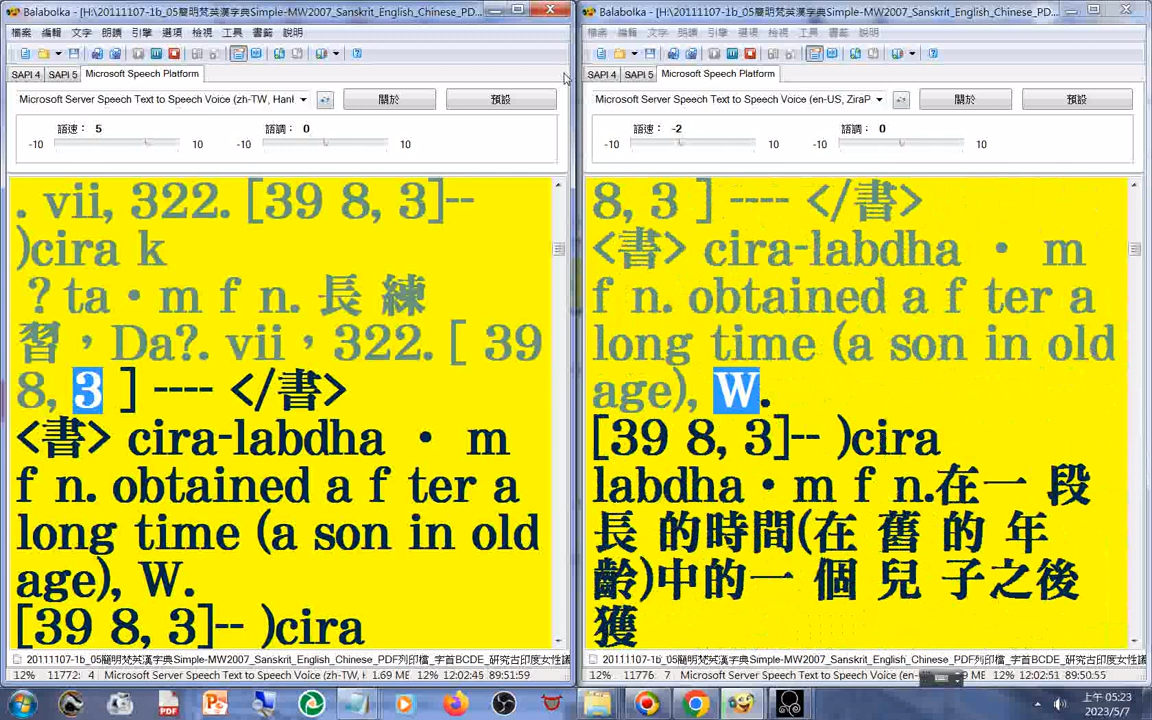 Balabolka - [H:\20111107-1b_05簡明梵英漢字典Simple-MW2007_Sanskrit_English_Chinese_PD...
檔案 編輯 文字 朗讀 引擎 選項 檢視 工具 書籤 說明
SAPI 4 SAPI 5 Microsoft Speech Platform
Microsoft Server Speech Text to Speech Voice (zh-TW, Hanl 關於 預設
語速： 5 語調： 0
-10 10 -10 10
. vii, 322. [39 8, 3]--
)cira k
? ta・m f n. 長 練
習，Da?. vii，322. [ 39
8, 3 ] ---- </書>
<書> cira-labdha ・ m
f n. obtained a f ter a
long time (a son in old
age), W.
[39 8, 3]-- )cira
20111107-1b_05簡明梵英漢字典Simple-MW2007_Sanskrit_English_Chinese_PDF列印檔_字首BCDE_研究古印度女性議
12% 11772: 4 Microsoft Server Speech Text to Speech Voice (zh-TW, H 1.69 ME 12% 12:02:45 89:51:59
Balabolka - [H:\20111107-1b_05簡明梵英漢字典Simple-MW2007_Sanskrit_English_Chinese_PD...
檔案 編輯 文字 朗讀 引擎 選項 檢視 工具 書籤 說明
SAPI 4 SAPI 5 Microsoft Speech Platform
Microsoft Server Speech Text to Speech Voice (en-US, ZiraP 關於 預設
語速： -2 語調： 0
-10 10 -10 10
8, 3 ] ---- </書>
<書> cira-labdha ・ m
f n. obtained a f ter a
long time (a son in old
age), W.
[39 8, 3]-- )cira
labdha・m f n.在一 段
長 的時間(在 舊 的 年
齡)中的一 個 兒 子之後
獲
20111107-1b_05簡明梵英漢字典Simple-MW2007_Sanskrit_English_Chinese_PDF列印檔_字首BCDE_研究古印度女性議
12% 11776: 7 Microsoft Server Speech Text to Speech Voice (en- 12% 12:02:51 89:50:55
PDF
上午 05:23
2023/5/7